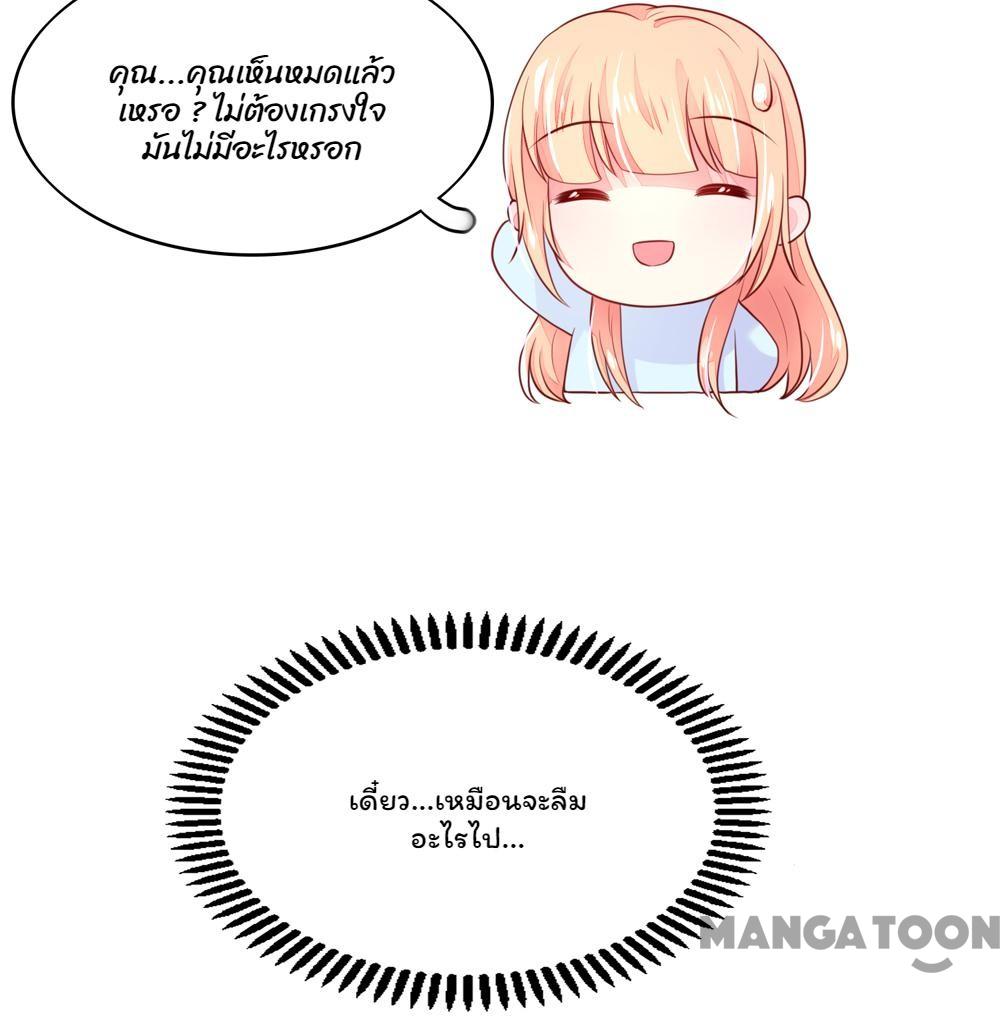 คุณ...คุณเห็นหมดแล้ว
เหรอ ? ไม่ต้องเกรงใจ
มันไม่มีอะไรหรอก
เดี๋ยว...เหมือนจะลืม
อะไรไป...
MANGATOON